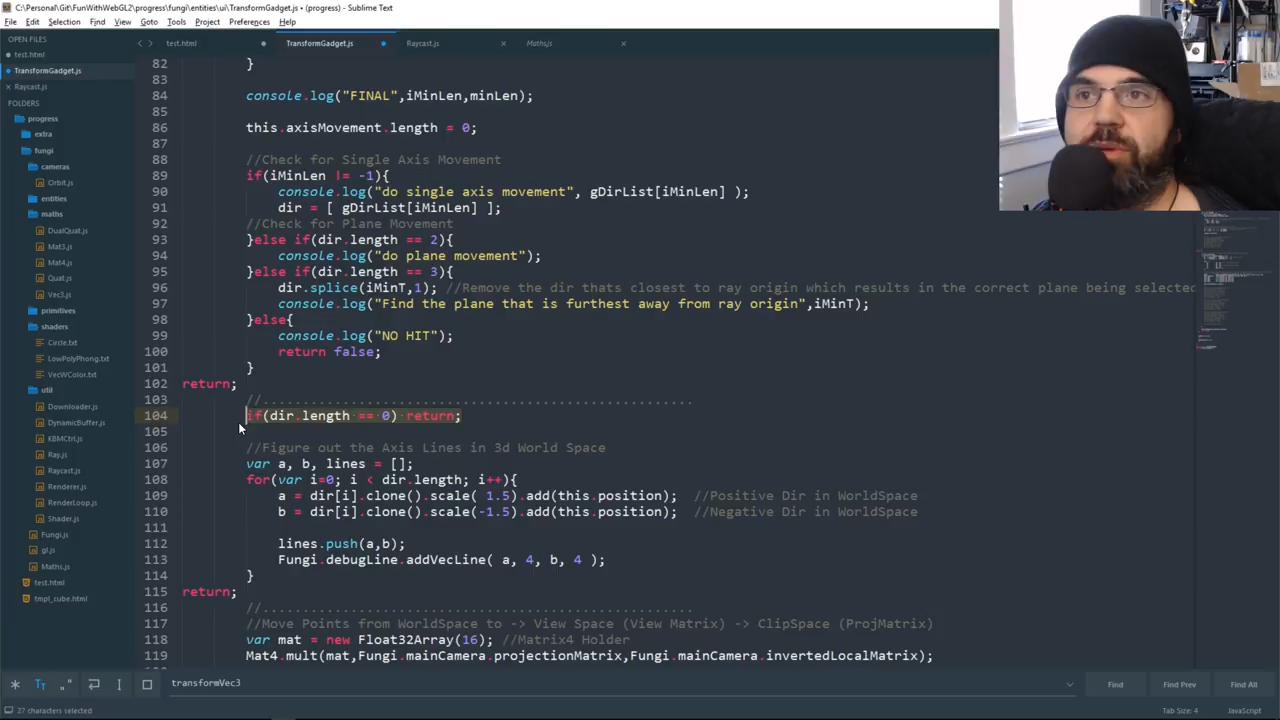 C:\Personal\Git\FunWithWebGL2\progress\fungi\entities\ui\TransformGadget.js • (progress) - Sublime Text
File Edit Selection Find View Goto Tools Project Preferences Help
OPEN FILES
test.html
TransformGadget.js
Raycast.js
FOLDERS
progress
extra
fungi
cameras
Orbit.js
entities
maths
DualQuat.js
Mat3.js
Mat4.js
Quat.js
Vec3.js
primitives
shaders
Circle.txt
LowPolyPhong.txt
VecWColor.txt
util
Downloader.js
DynamicBuffer.js
KBMCtrl.js
Ray.js
Raycast.js
Renderer.js
RenderLoop.js
Shader.js
Fungi.js
gl.js
Maths.js
test.html
tmpl_cube.html
test.html TransformGadget.js Raycast.js Maths.js
82 }
83
84 console.log("FINAL",iMinLen,minLen);
85
86 this.axisMovement.length = 0;
87
88 //Check for Single Axis Movement
89 if(iMinLen != -1){
90 console.log("do single axis movement", gDirList[iMinLen] );
91 dir = [ gDirList[iMinLen] ];
92 //Check for Plane Movement
93 }else if(dir.length == 2){
94 console.log("do plane movement");
95 }else if(dir.length == 3){
96 dir.splice(iMinT,1); //Remove the dir thats closest to ray origin which results in the correct plane being selected
97 console.log("Find the plane that is furthest away from ray origin",iMinT);
98 }else{
99 console.log("NO HIT");
100 return false;
101 }
102 return;
103 //......................................................
104 if(dir.length == 0) return;
105
106 //Figure out the Axis Lines in 3d World Space
107 var a, b, lines = [];
108 for(var i=0; i < dir.length; i++){
109 a = dir[i].clone().scale( 1.5).add(this.position); //Positive Dir in WorldSpace
110 b = dir[i].clone().scale(-1.5).add(this.position); //Negative Dir in WorldSpace
111
112 lines.push(a,b);
113 Fungi.debugLine.addVecLine( a, 4, b, 4 );
114 }
115 return;
116 //......................................................
117 //Move Points from WorldSpace to -> View Space (View Matrix) -> ClipSpace (ProjMatrix)
118 var mat = new Float32Array(16); //Matrix4 Holder
119 Mat4.mult(mat,Fungi.mainCamera.projectionMatrix,Fungi.mainCamera.invertedLocalMatrix);
transformVec3
Find Find Prev Find All
27 characters selected Tab Size: 4 JavaScript